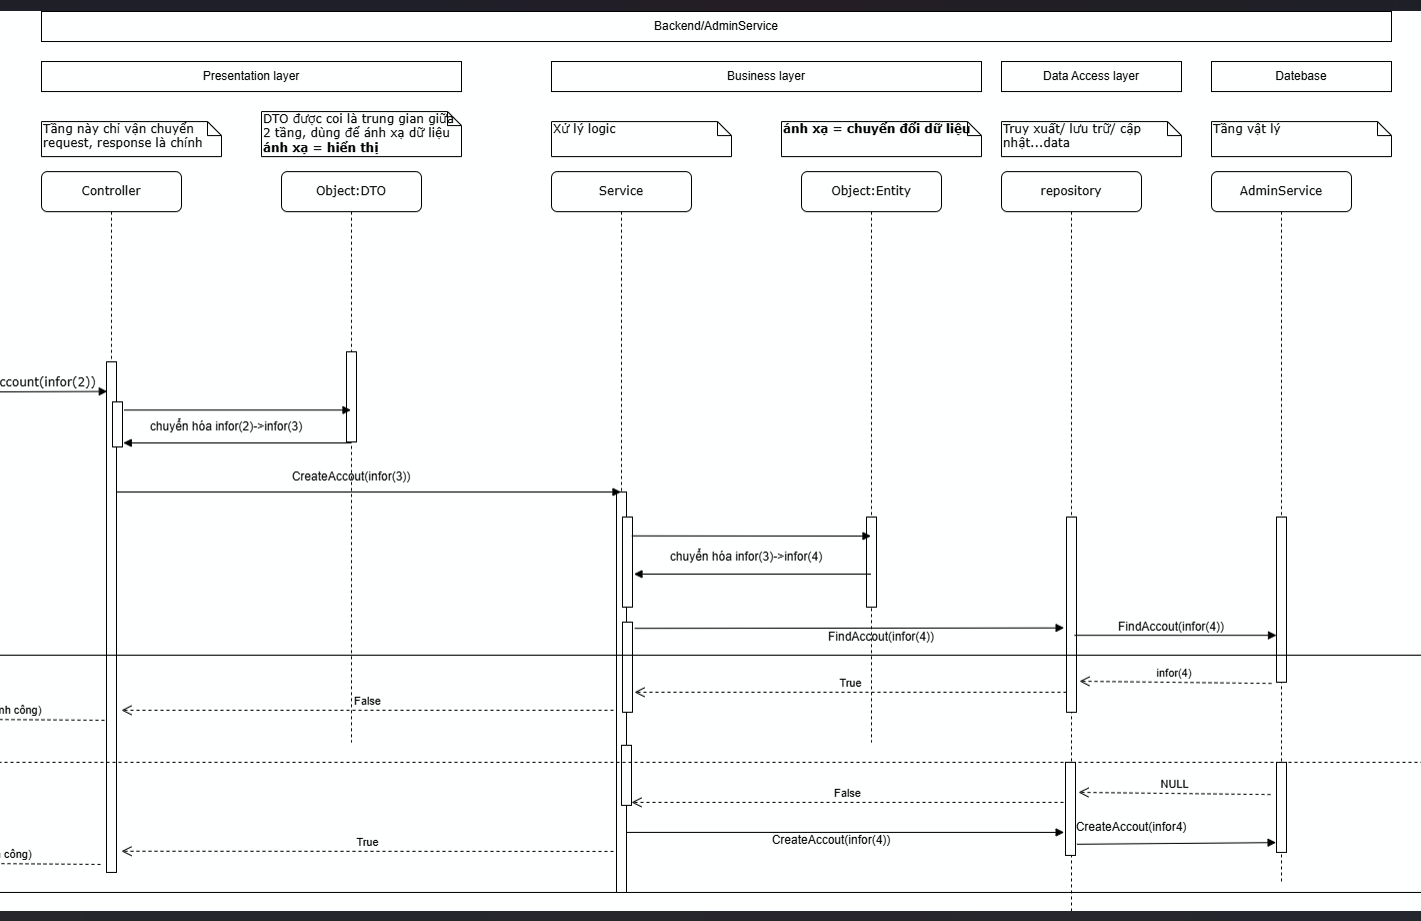 Backend/AdminService
Presentation layer
Business layer
Data Access layer
Datebase
Tầng này chỉ vận chuyển
request, response là chính
DTO được coi là trung gian giữa
2 tầng, dùng để ánh xạ dữ liệu
ánh xạ = hiển thị
Xử lý logic
ánh xạ = chuyển đổi dữ liệu
Truy xuất/ lưu trữ/ cập
nhật...data
Tầng vật lý
Controller
Object:DTO
Service
Object:Entity
repository
AdminService
ccount(infor(2))
chuyển hóa infor(2)->infor(3)
CreateAccout(infor(3))
chuyển hóa infor(3)->infor(4)
FindAccout(infor(4))
FindAccout(infor(4))
infor(4)
True
False
nh công)
NULL
False
CreateAccout(infor4)
CreateAccout(infor(4))
True
công)